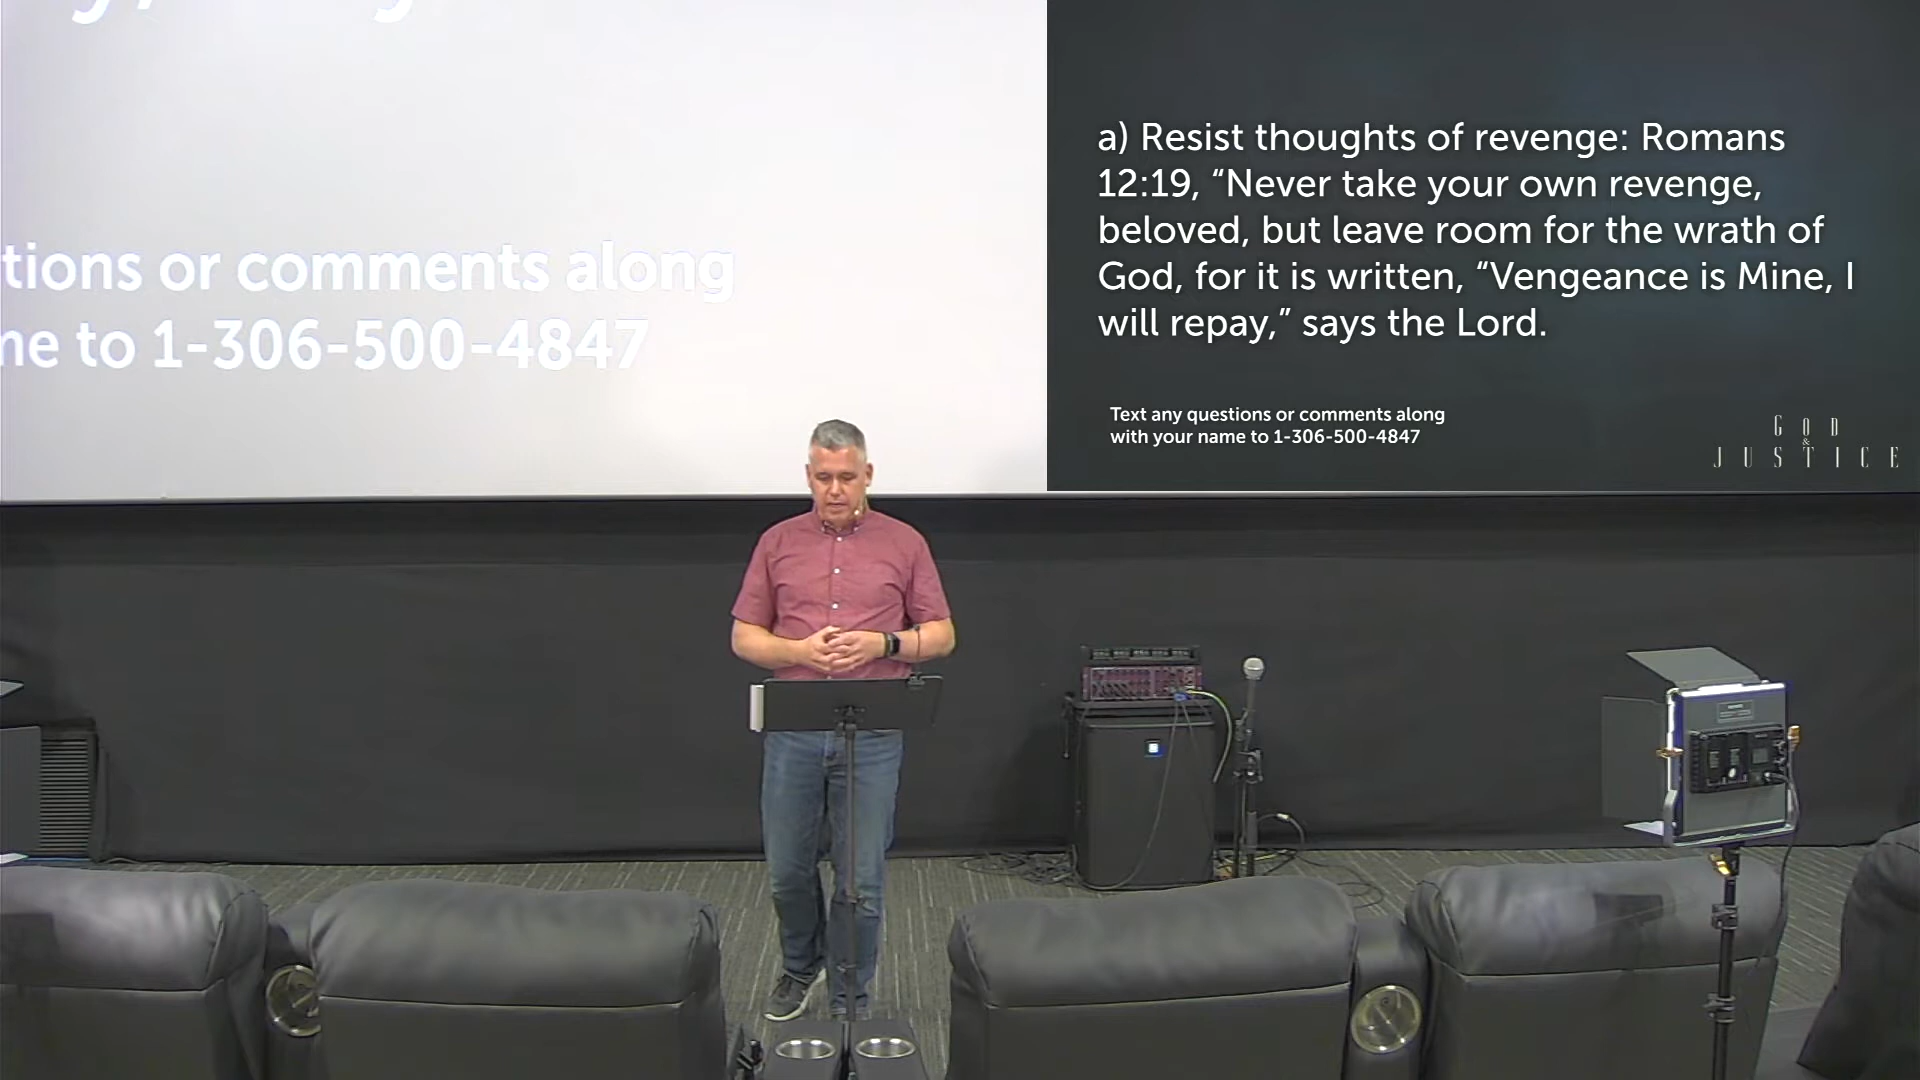 tions or comments along
me to 1-306-500-4847
a) Resist thoughts of revenge: Romans
12:19, “Never take your own revenge,
beloved, but leave room for the wrath of
God, for it is written, “Vengeance is Mine, I
will repay,” says the Lord.
Text any questions or comments along
with your name to 1-306-500-4847
GOD
&
JUSTICE